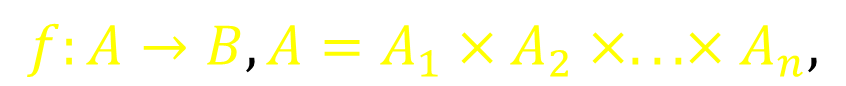 f: A → B, A = A₁ × A₂ ×…× Aₙ,